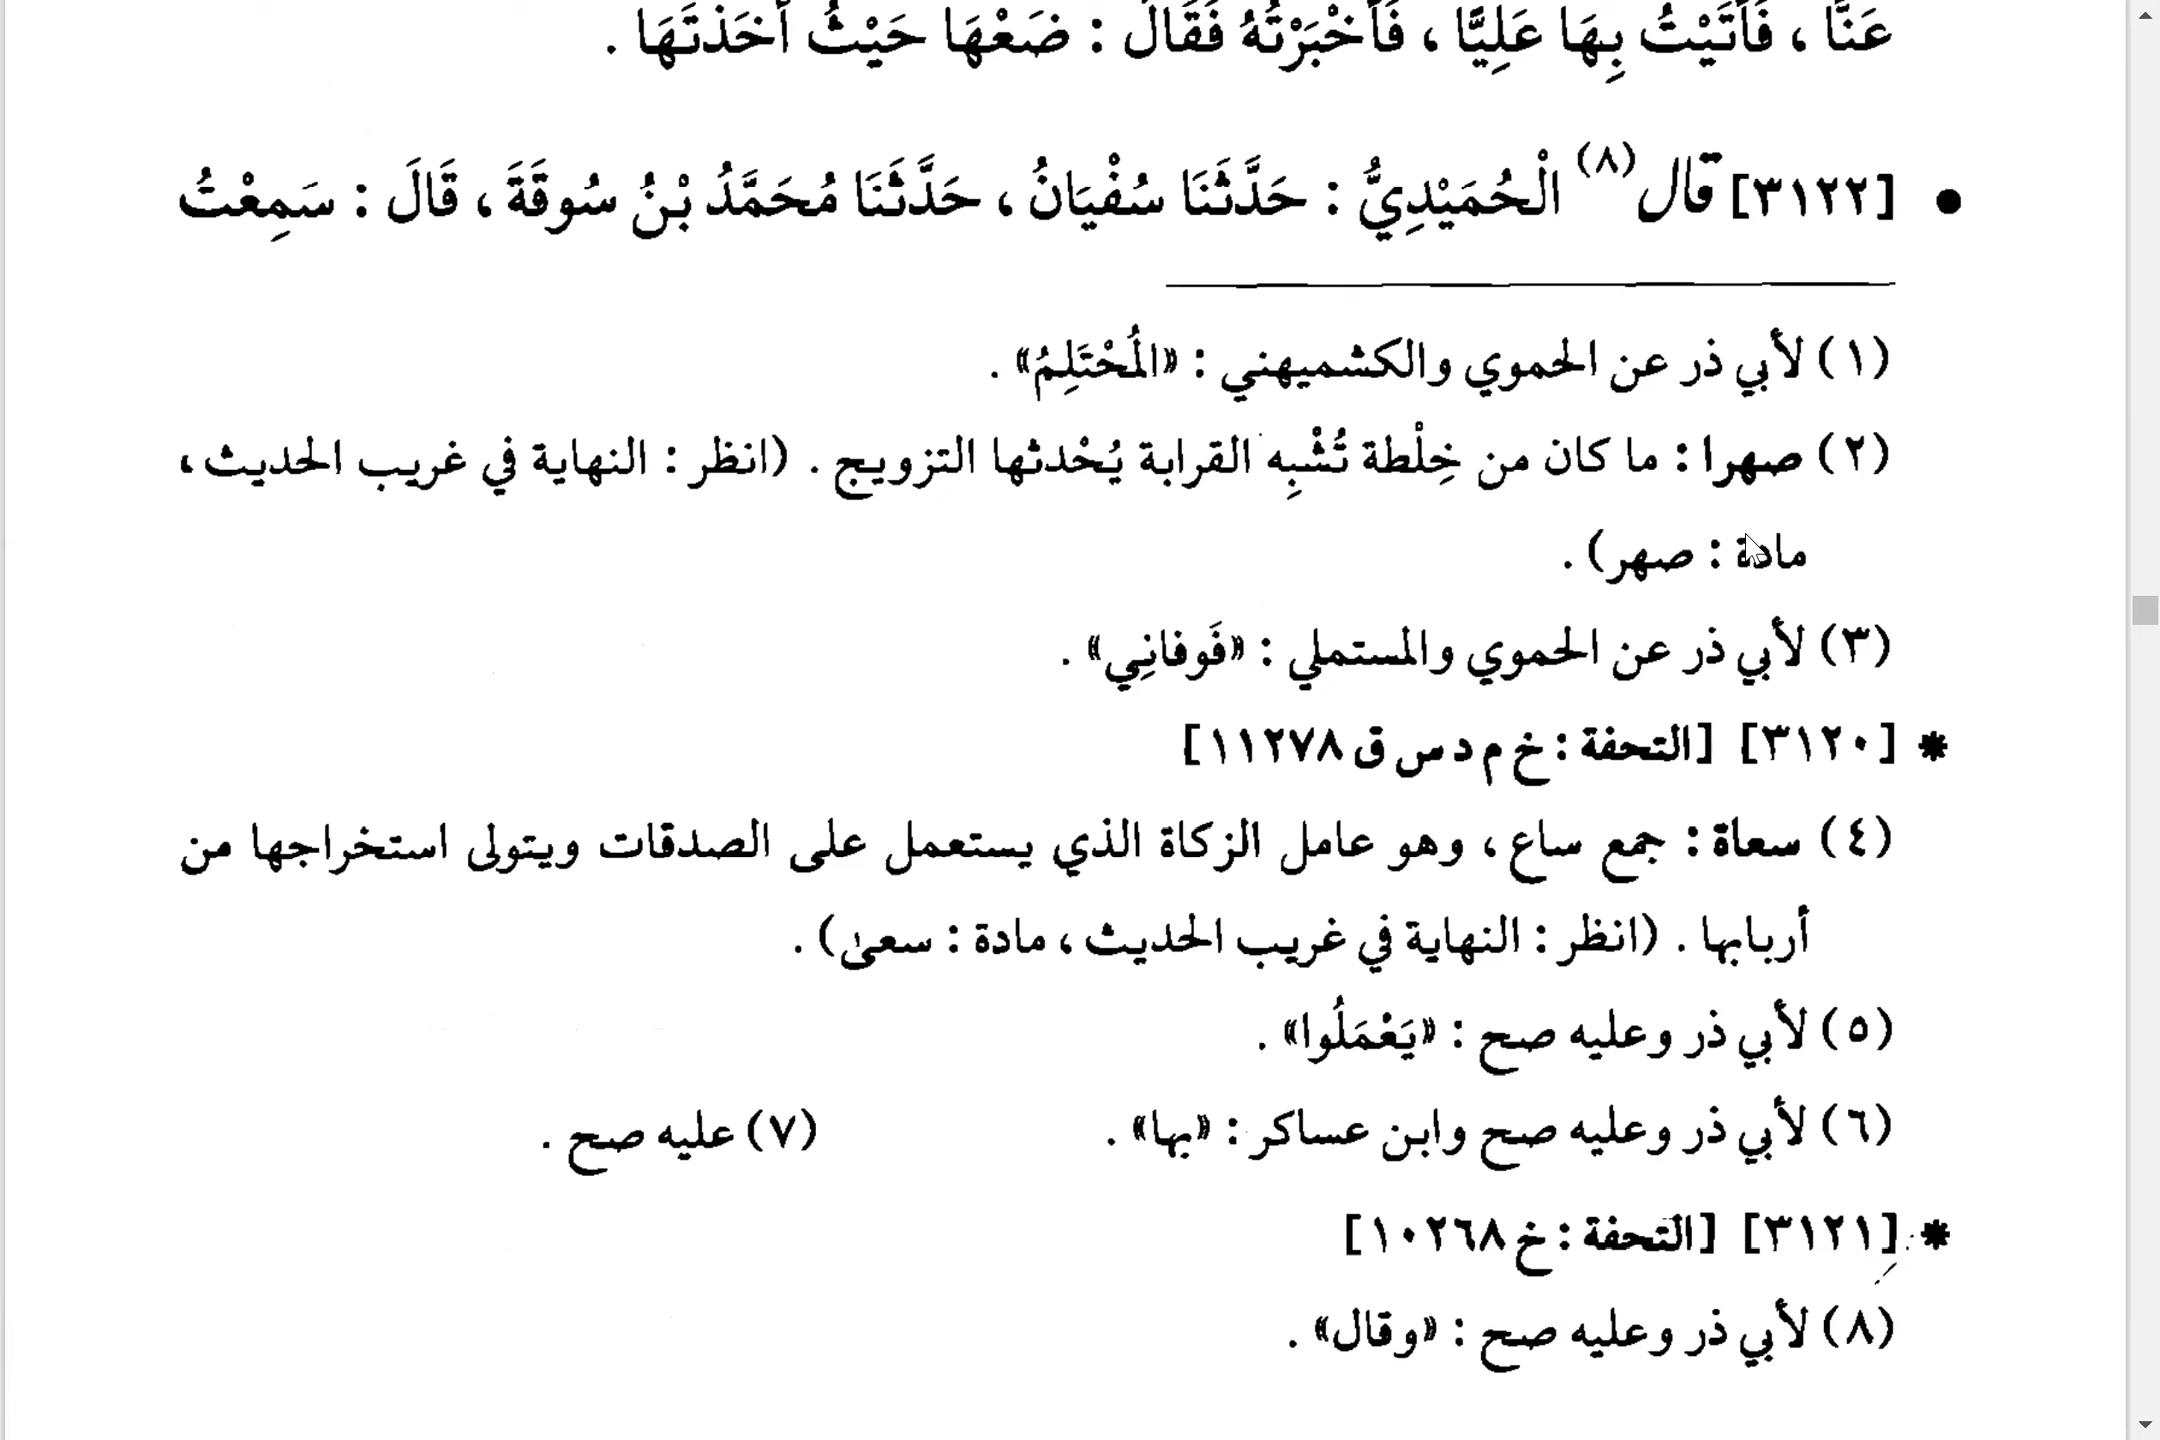 عَنَّا ، فَأَتَيْتُ بِهَا عَلِيًّا ، فَأَخْبَرْتُهُ فَقَالَ : ضَعْهَا حَيْثُ أَخَذْتَهَا .
● [٣١٢٢] قال(٨) الْحُمَيْدِيُّ : حَدَّثَنَا سُفْيَانُ ، حَدَّثَنَا مُحَمَّدُ بْنُ سُوقَةَ ، قَالَ : سَمِعْتُ
(١) لأبي ذر عن الحموي والكشميهني : «المُحْتَلِمُ» .
(٢) صهرا : ما كان من خِلْطة تُشْبِه القرابة يُحْدثها التزويج . (انظر : النهاية في غريب الحديث ،
مادة : صهر) .
(٣) لأبي ذر عن الحموي والمستملي : «فَوفانِي» .
* [٣١٢٠] [التحفة : خ م د س ق ١١٢٧٨]
(٤) سعاة : جمع ساع ، وهو عامل الزكاة الذي يستعمل على الصدقات ويتولى استخراجها من
أربابها . (انظر : النهاية في غريب الحديث ، مادة : سعى) .
(٥) لأبي ذر وعليه صح : «يَعْمَلُوا» .
(٦) لأبي ذر وعليه صح وابن عساكر : «بها» . (٧) عليه صح .
* [٣١٢١] [التحفة : خ ١٠٢٦٨]
(٨) لأبي ذر وعليه صح : «وقال» .